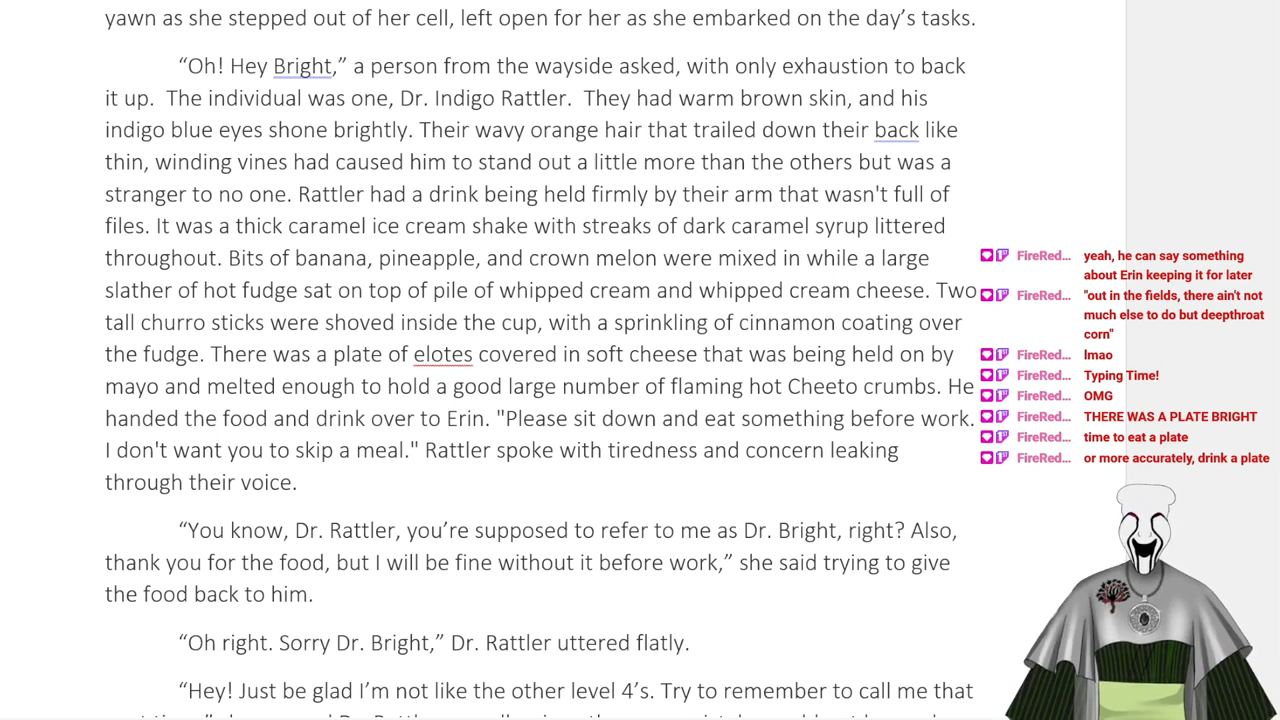 yawn as she stepped out of her cell, left open for her as she embarked on the day’s tasks.
“Oh! Hey Bright,” a person from the wayside asked, with only exhaustion to back
it up.  The individual was one, Dr. Indigo Rattler.  They had warm brown skin, and his
indigo blue eyes shone brightly. Their wavy orange hair that trailed down their back like
thin, winding vines had caused him to stand out a little more than the others but was a
stranger to no one. Rattler had a drink being held firmly by their arm that wasn't full of
files. It was a thick caramel ice cream shake with streaks of dark caramel syrup littered
throughout. Bits of banana, pineapple, and crown melon were mixed in while a large
slather of hot fudge sat on top of pile of whipped cream and whipped cream cheese. Two
tall churro sticks were shoved inside the cup, with a sprinkling of cinnamon coating over
the fudge. There was a plate of elotes covered in soft cheese that was being held on by
mayo and melted enough to hold a good large number of flaming hot Cheeto crumbs. He
handed the food and drink over to Erin. "Please sit down and eat something before work.
I don't want you to skip a meal." Rattler spoke with tiredness and concern leaking
through their voice.
“You know, Dr. Rattler, you’re supposed to refer to me as Dr. Bright, right? Also,
thank you for the food, but I will be fine without it before work,” she said trying to give
the food back to him.
“Oh right. Sorry Dr. Bright,” Dr. Rattler uttered flatly.
“Hey! Just be glad I’m not like the other level 4’s. Try to remember to call me that
FireRed... yeah, he can say something
about Erin keeping it for later
FireRed... "out in the fields, there ain't not
much else to do but deepthroat
corn"
FireRed... lmao
FireRed... Typing Time!
FireRed... OMG
FireRed... THERE WAS A PLATE BRIGHT
FireRed... time to eat a plate
FireRed... or more accurately, drink a plate